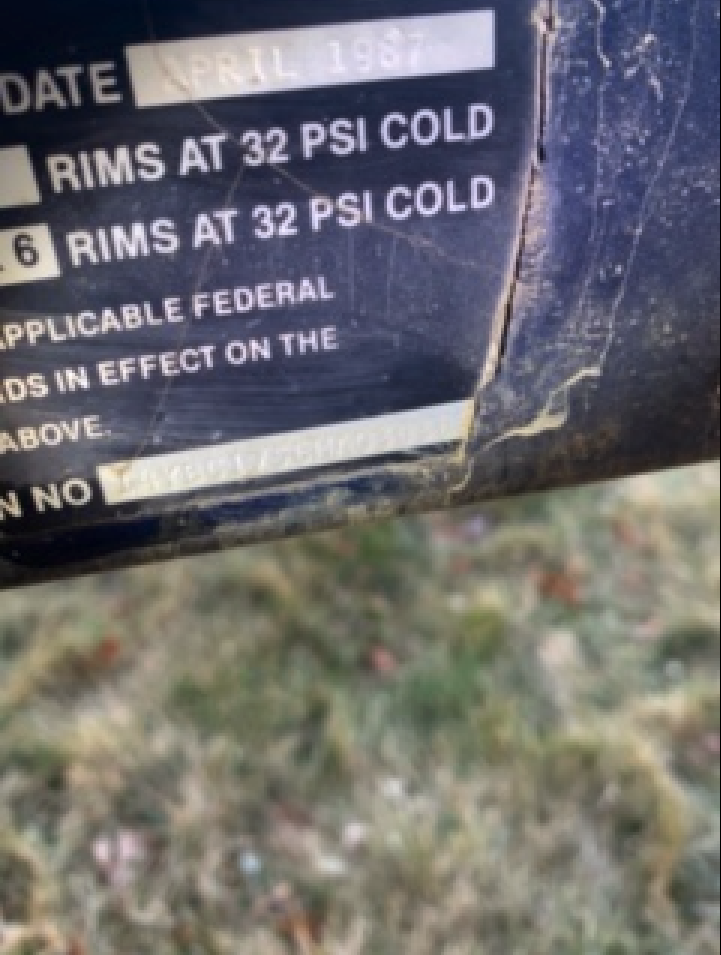 DATE APRIL 1987
RIMS AT 32 PSI COLD
6 RIMS AT 32 PSI COLD
APPLICABLE FEDERAL
DS IN EFFECT ON THE
ABOVE.
N NO